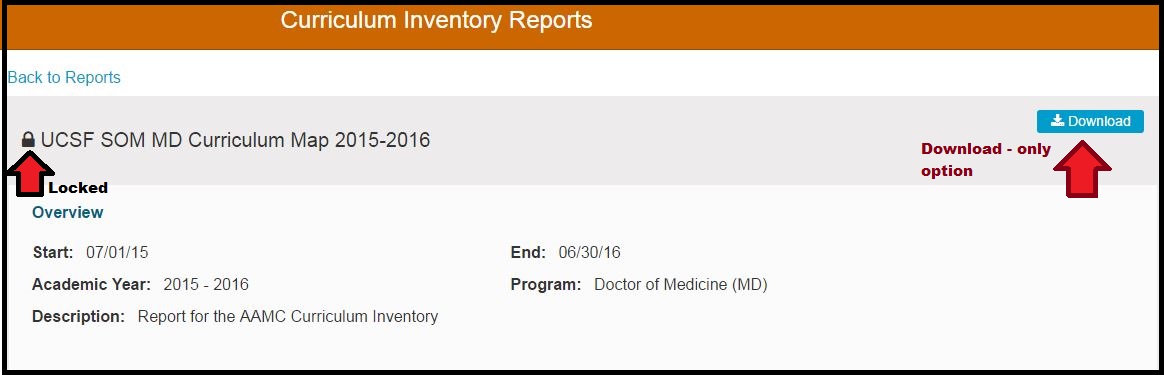 Curriculum Inventory Reports
Back to Reports
UCSF SOM MD Curriculum Map 2015-2016
Download
Download - only
option
Locked
Overview
Start: 07/01/15 End: 06/30/16
Academic Year: 2015 - 2016 Program: Doctor of Medicine (MD)
Description: Report for the AAMC Curriculum Inventory